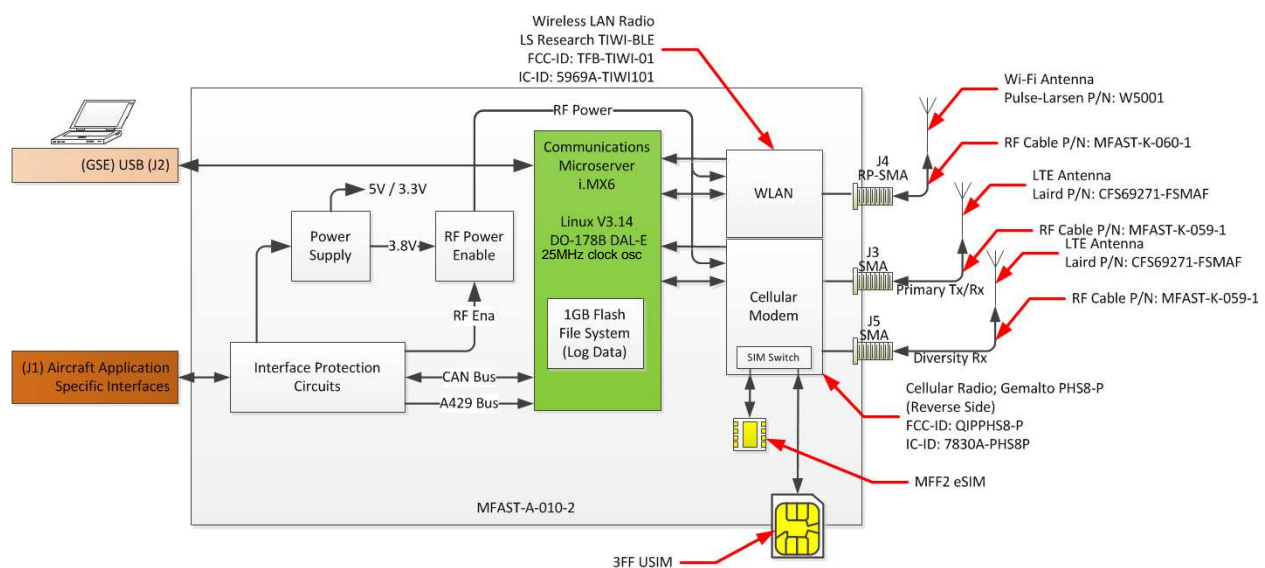 Wireless LAN Radio
LS Research TIWI-BLE
FCC-ID: TFB-TIWI-01
IC-ID: 5969A-TIWI101
Wi-Fi Antenna
Pulse-Larsen P/N: W5001
RF Cable P/N: MFAST-K-060-1
LTE Antenna
Laird P/N: CFS69271-FSMAF
RF Cable P/N: MFAST-K-059-1
LTE Antenna
Laird P/N: CFS69271-FSMAF
RF Cable P/N: MFAST-K-059-1
(GSE) USB (J2)
RF Power
Communications
Microserver
i.MX6
Linux V3.14
DO-178B DAL-E
25MHz clock osc
1GB Flash
File System
(Log Data)
WLAN
J4
RP-SMA
5V / 3.3V
Power
Supply
3.8V
RF Power
Enable
RF Ena
Cellular
Modem
SIM Switch
J3
SMA
Primary Tx/Rx
J5
SMA
Diversity Rx
(J1) Aircraft Application
Specific Interfaces
Interface Protection
Circuits
CAN Bus
A429 Bus
Cellular Radio; Gemalto PHS8-P
(Reverse Side)
FCC-ID: QIPPHS8-P
IC-ID: 7830A-PHS8P
MFF2 eSIM
MFAST-A-010-2
3FF USIM